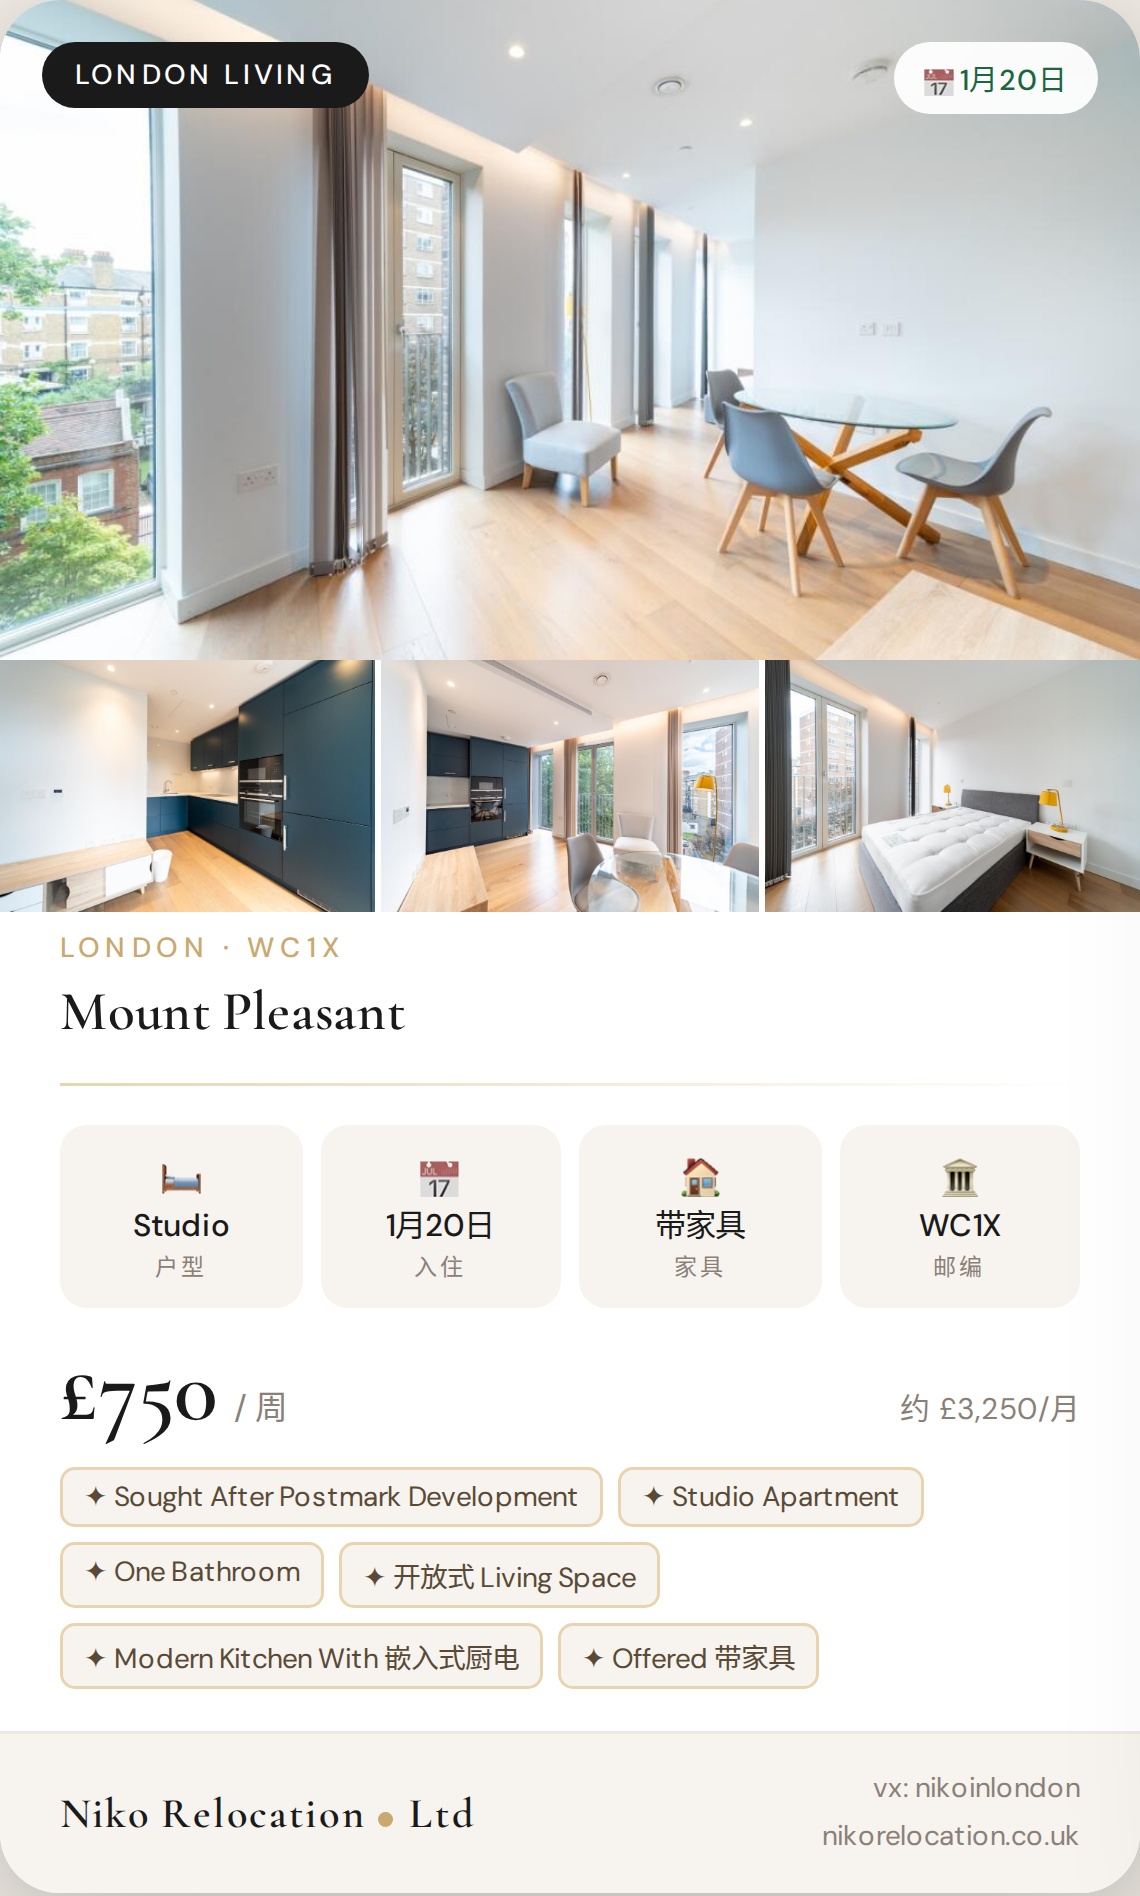 LONDON LIVING
1月20日
LONDON · WC1X
Mount Pleasant
Studio
户型
1月20日
入住
带家具
家具
WC1X
邮编
£750 / 周
约 £3,250/月
✦ Sought After Postmark Development
✦ Studio Apartment
✦ One Bathroom
✦ 开放式 Living Space
✦ Modern Kitchen With 嵌入式厨电
✦ Offered 带家具
Niko Relocation • Ltd
vx: nikoinlondon
nikorelocation.co.uk